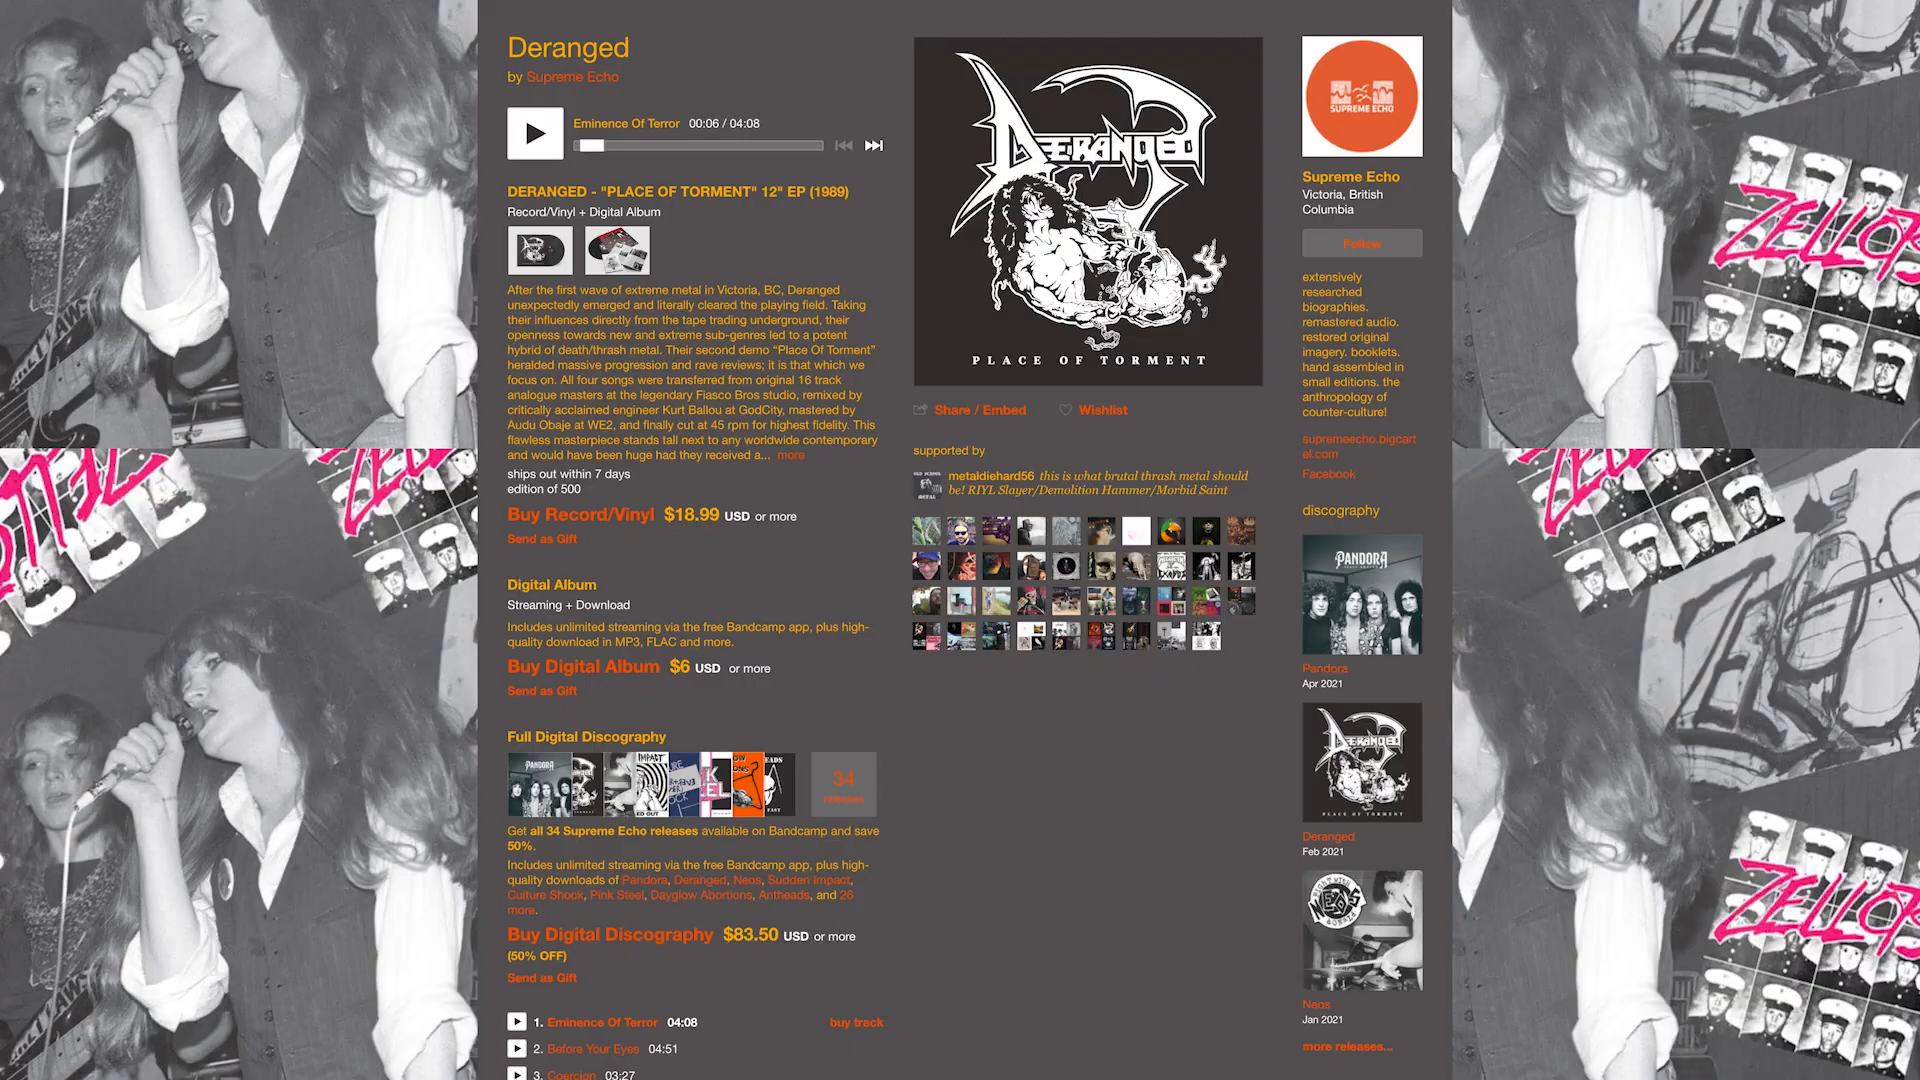 Deranged
by Supreme Echo
Eminence Of Terror 00:06 / 04:08
DERANGED - "PLACE OF TORMENT" 12" EP (1989)
Record/Vinyl + Digital Album
After the first wave of extreme metal in Victoria, BC, Deranged
unexpectedly emerged and literally cleared the playing field. Taking
their influences directly from the tape trading underground, their
openness towards new and extreme sub-genres led to a potent
hybrid of death/thrash metal. Their second demo “Place Of Torment”
heralded massive progression and rave reviews; it is that which we
focus on. All four songs were transferred from original 16 track
analogue masters at the legendary Fiasco Bros studio, remixed by
critically acclaimed engineer Kurt Ballou at GodCity, mastered by
Audu Obaje at WE2, and finally cut at 45 rpm for highest fidelity. This
flawless masterpiece stands tall next to any worldwide contemporary
and would have been huge had they received a... more
ships out within 7 days
edition of 500
Buy Record/Vinyl $18.99 USD or more
Send as Gift
Digital Album
Streaming + Download
Includes unlimited streaming via the free Bandcamp app, plus high-
quality download in MP3, FLAC and more.
Buy Digital Album $6 USD or more
Send as Gift
Full Digital Discography
PANDORA
IMPACT
34
releases
Get all 34 Supreme Echo releases available on Bandcamp and save
50%.
Includes unlimited streaming via the free Bandcamp app, plus high-
quality downloads of Pandora, Deranged, Neos, Sudden Impact,
Culture Shock, Pink Steel, Dayglow Abortions, Antheads, and 26
more.
Buy Digital Discography $83.50 USD or more
(50% OFF)
Send as Gift
1. Eminence Of Terror 04:08 buy track
2. Before Your Eyes 04:51
3. Coercion 03:27
DERANGED
PLACE OF TORMENT
Share / Embed Wishlist
supported by
metaldiehard56 this is what brutal thrash metal should
be! RIYL Slayer/Demolition Hammer/Morbid Saint
SUPREME ECHO
Supreme Echo
Victoria, British
Columbia
Follow
extensively
researched
biographies.
remastered audio.
restored original
imagery. booklets.
hand assembled in
small editions. the
anthropology of
counter-culture!
supremeecho.bigcart
el.com
Facebook
discography
PANDORA
Pandora
Apr 2021
DERANGED
PLACE OF TORMENT
Deranged
Feb 2021
NEOS
Neos
Jan 2021
more releases...
ZELLOTS
ZELLOTS